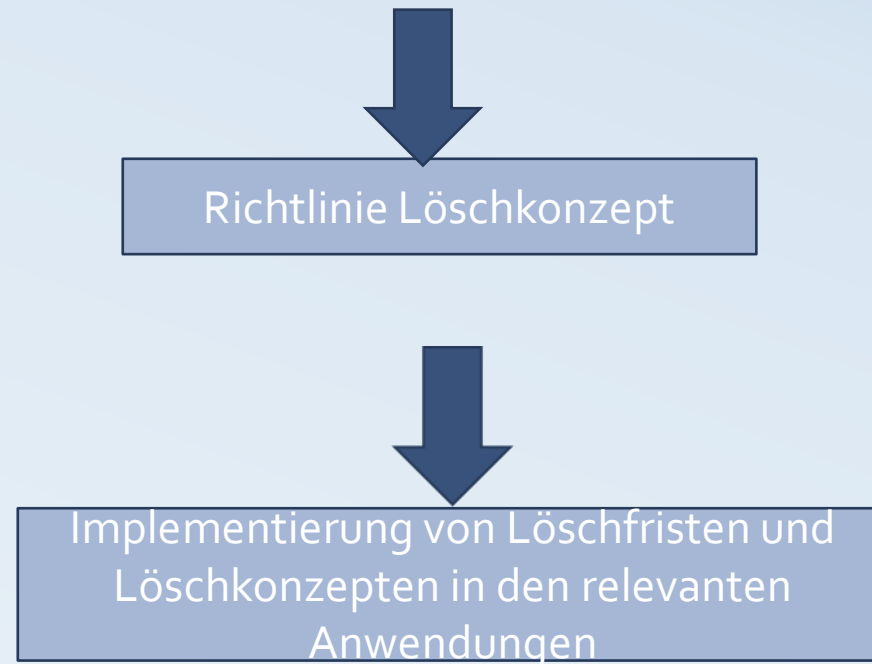 Richtlinie Löschkonzept
Implementierung von Löschfristen und
Löschkonzepten in den relevanten
Anwendungen